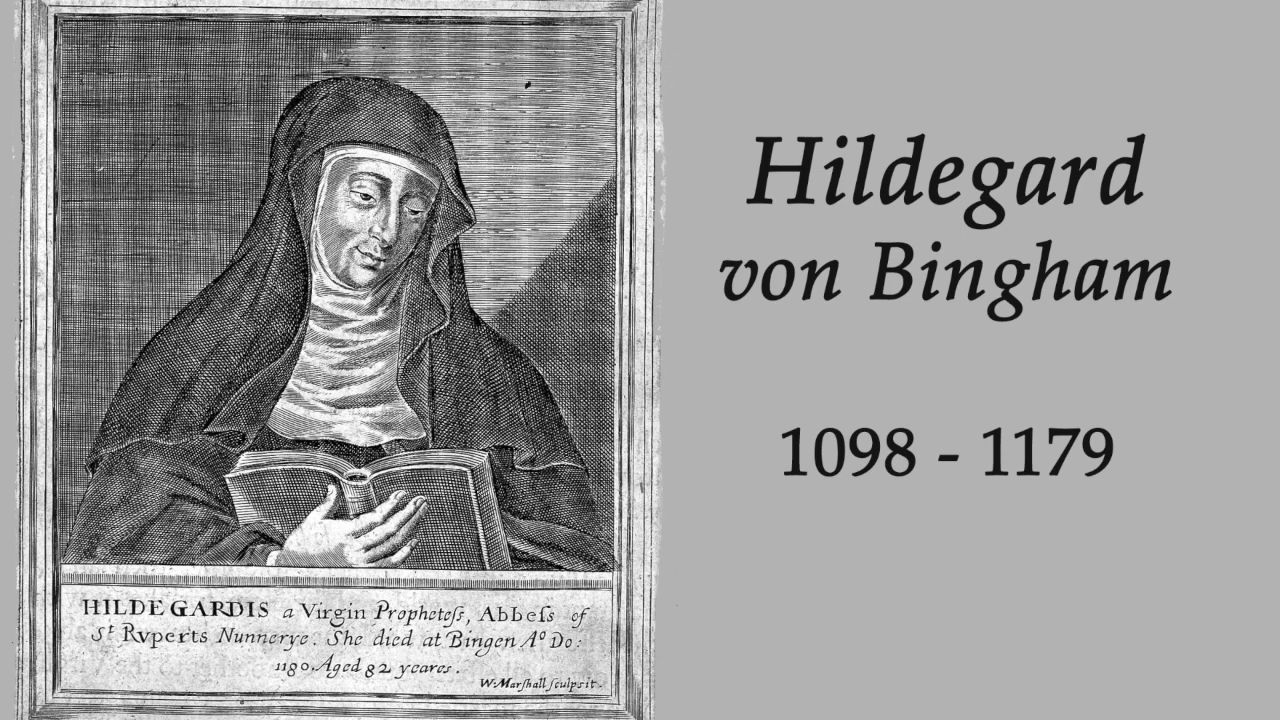 HILDEGARDIS a Virgin Propheteſs, Abbeſs of
St Rvperts Nunnerye. She died at Bingen Ao Do:
1180. Aged 82 yeares.
W: Marſhall ſculpsit.
Hildegard
von Bingham
1098 - 1179